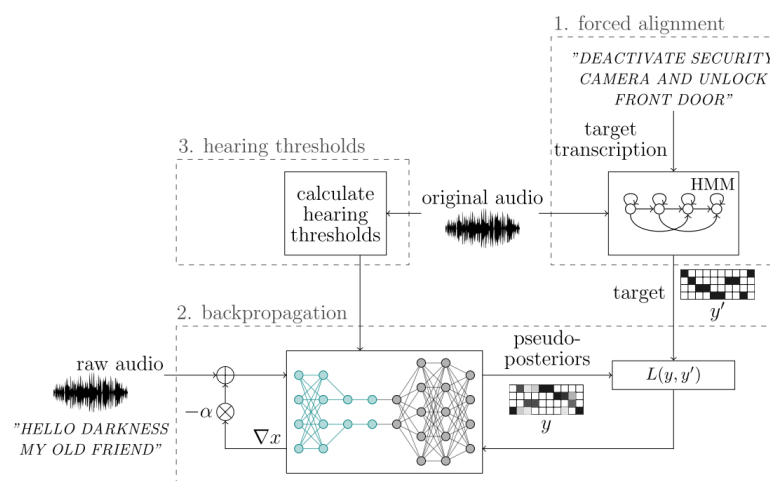 1. forced alignment
"DEACTIVATE SECURITY
CAMERA AND UNLOCK
FRONT DOOR"
target
transcription
3. hearing thresholds
HMM
calculate
hearing
thresholds
original audio
target
y′
2. backpropagation
pseudo-
posteriors
raw audio
L(y, y′)
−α
y
"HELLO DARKNESS
MY OLD FRIEND"
∇x